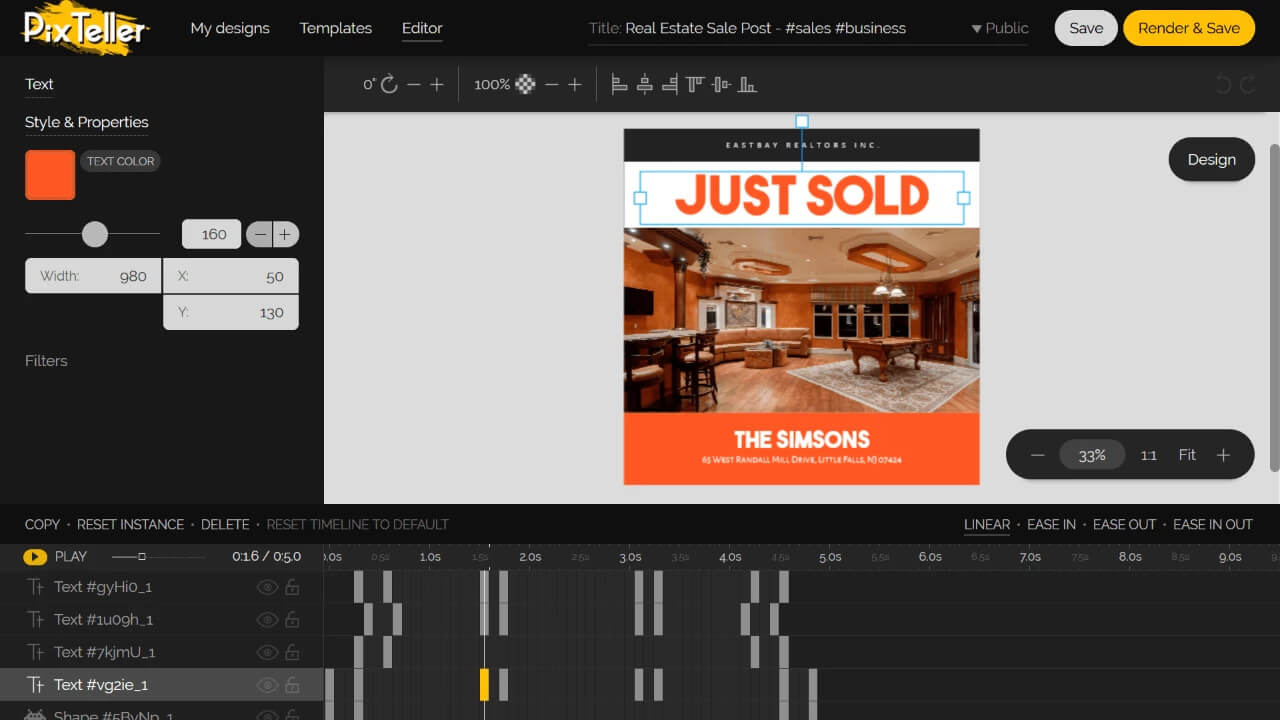 PixTeller
My designs
Templates
Editor
Title: Real Estate Sale Post - #sales #business
Public
Save
Render & Save
Text
Style & Properties
TEXT COLOR
160
Width: 980
X: 50
Y: 130
Filters
0°
100%
EASTBAY REALTORS INC.
JUST SOLD
THE SIMSONS
65 West Randall Mill Drive, Little Falls, NJ 07424
Design
33%
1:1
Fit
COPY · RESET INSTANCE · DELETE · RESET TIMELINE TO DEFAULT
LINEAR · EASE IN · EASE OUT · EASE IN OUT
PLAY
0:16 / 0:5.0
0.0s 0.5s 1.0s 1.5s 2.0s 2.5s 3.0s 3.5s 4.0s 4.5s 5.0s 5.5s 6.0s 6.5s 7.0s 7.5s 8.0s 8.5s 9.0s 9.5s
Text #gyHi0_1
Text #1u09h_1
Text #7kjmU_1
Text #vg2ie_1
Shape #5ByNp_1